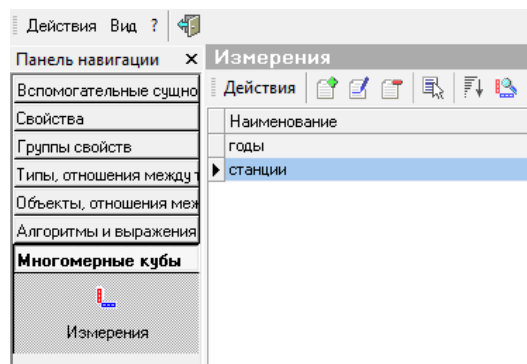 Действия Вид ?
Панель навигации
Вспомогательные сущно
Свойства
Группы свойств
Типы, отношения между т
Объекты, отношения меж
Алгоритмы и выражения
Многомерные кубы
Измерения
Измерения
Действия
Наименование
годы
станции